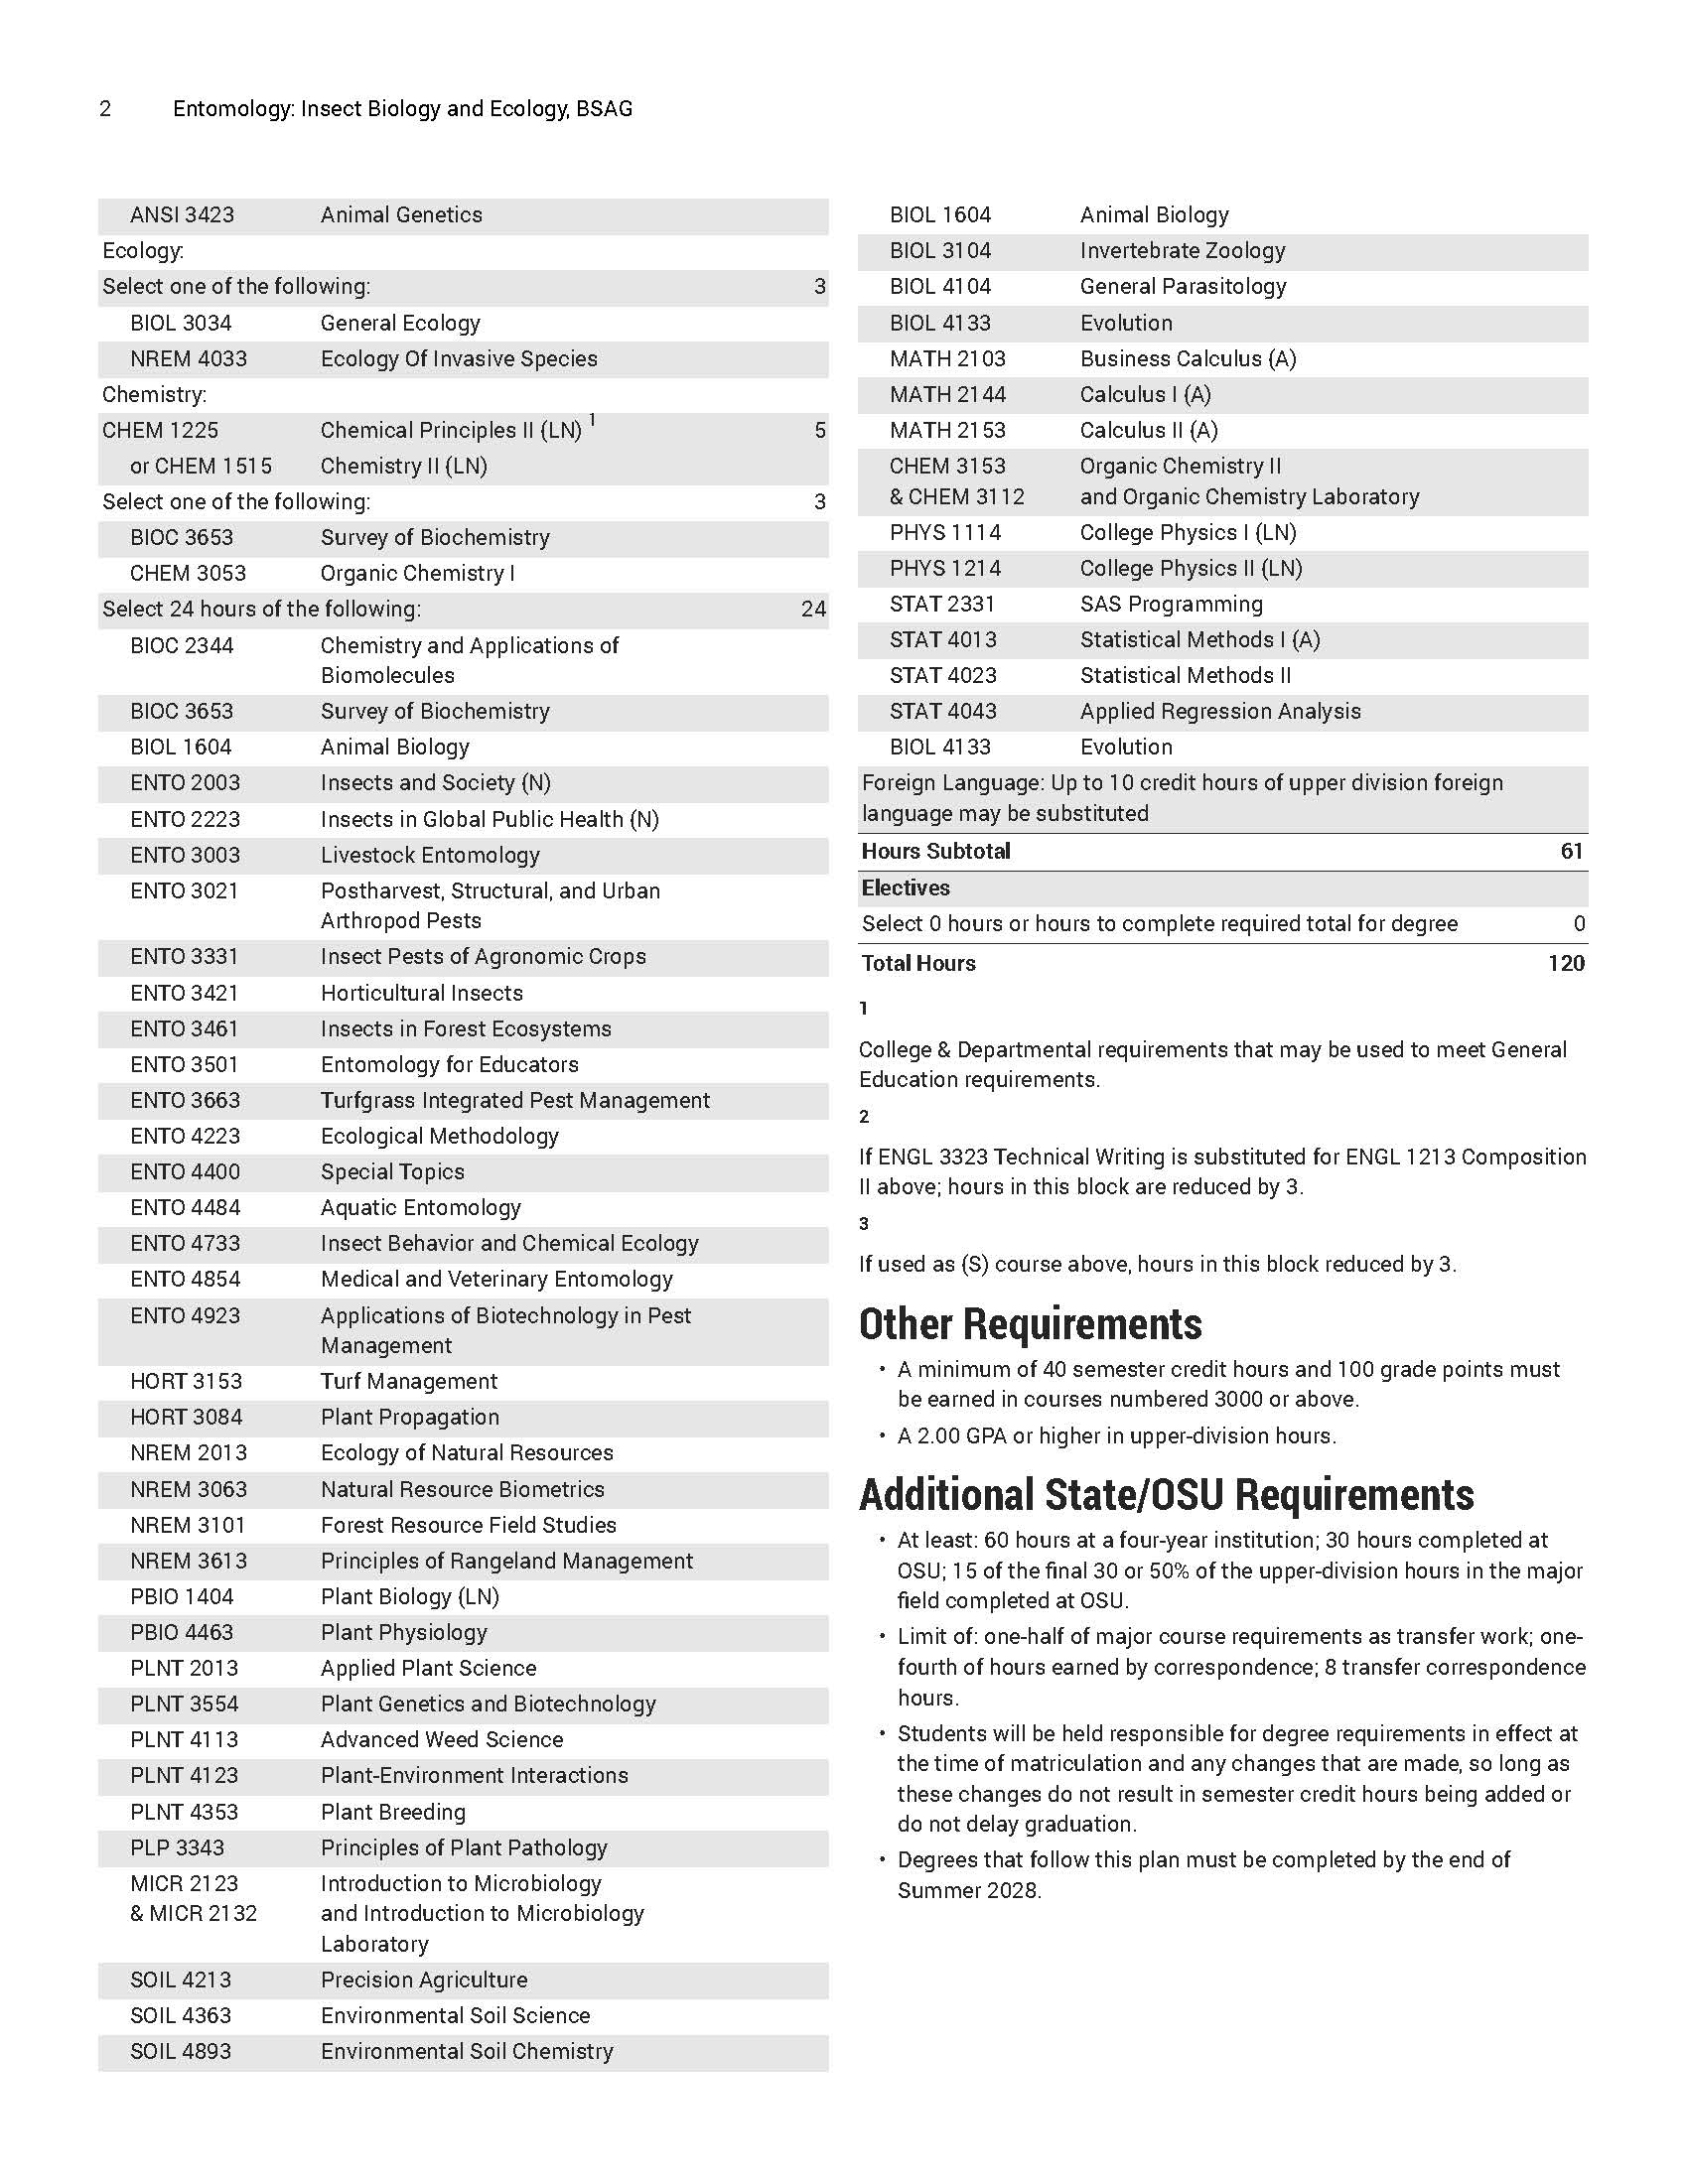 2 Entomology: Insect Biology and Ecology, BSAG
ANSI 3423 Animal Genetics
Ecology:
Select one of the following: 3
BIOL 3034 General Ecology
NREM 4033 Ecology Of Invasive Species
Chemistry:
CHEM 1225 Chemical Principles II (LN) 1 5
or CHEM 1515 Chemistry II (LN)
Select one of the following: 3
BIOC 3653 Survey of Biochemistry
CHEM 3053 Organic Chemistry I
Select 24 hours of the following: 24
BIOC 2344 Chemistry and Applications of
Biomolecules
BIOC 3653 Survey of Biochemistry
BIOL 1604 Animal Biology
ENTO 2003 Insects and Society (N)
ENTO 2223 Insects in Global Public Health (N)
ENTO 3003 Livestock Entomology
ENTO 3021 Postharvest, Structural, and Urban
Arthropod Pests
ENTO 3331 Insect Pests of Agronomic Crops
ENTO 3421 Horticultural Insects
ENTO 3461 Insects in Forest Ecosystems
ENTO 3501 Entomology for Educators
ENTO 3663 Turfgrass Integrated Pest Management
ENTO 4223 Ecological Methodology
ENTO 4400 Special Topics
ENTO 4484 Aquatic Entomology
ENTO 4733 Insect Behavior and Chemical Ecology
ENTO 4854 Medical and Veterinary Entomology
ENTO 4923 Applications of Biotechnology in Pest
Management
HORT 3153 Turf Management
HORT 3084 Plant Propagation
NREM 2013 Ecology of Natural Resources
NREM 3063 Natural Resource Biometrics
NREM 3101 Forest Resource Field Studies
NREM 3613 Principles of Rangeland Management
PBIO 1404 Plant Biology (LN)
PBIO 4463 Plant Physiology
PLNT 2013 Applied Plant Science
PLNT 3554 Plant Genetics and Biotechnology
PLNT 4113 Advanced Weed Science
PLNT 4123 Plant-Environment Interactions
PLNT 4353 Plant Breeding
PLP 3343 Principles of Plant Pathology
MICR 2123 Introduction to Microbiology
& MICR 2132 and Introduction to Microbiology
Laboratory
SOIL 4213 Precision Agriculture
SOIL 4363 Environmental Soil Science
SOIL 4893 Environmental Soil Chemistry
BIOL 1604 Animal Biology
BIOL 3104 Invertebrate Zoology
BIOL 4104 General Parasitology
BIOL 4133 Evolution
MATH 2103 Business Calculus (A)
MATH 2144 Calculus I (A)
MATH 2153 Calculus II (A)
CHEM 3153 Organic Chemistry II
& CHEM 3112 and Organic Chemistry Laboratory
PHYS 1114 College Physics I (LN)
PHYS 1214 College Physics II (LN)
STAT 2331 SAS Programming
STAT 4013 Statistical Methods I (A)
STAT 4023 Statistical Methods II
STAT 4043 Applied Regression Analysis
BIOL 4133 Evolution
Foreign Language: Up to 10 credit hours of upper division foreign
language may be substituted
Hours Subtotal 61
Electives
Select 0 hours or hours to complete required total for degree 0
Total Hours 120
1
College & Departmental requirements that may be used to meet General
Education requirements.
2
If ENGL 3323 Technical Writing is substituted for ENGL 1213 Composition
II above; hours in this block are reduced by 3.
3
If used as (S) course above, hours in this block reduced by 3.
Other Requirements
• A minimum of 40 semester credit hours and 100 grade points must
be earned in courses numbered 3000 or above.
• A 2.00 GPA or higher in upper-division hours.
Additional State/OSU Requirements
• At least: 60 hours at a four-year institution; 30 hours completed at
OSU; 15 of the final 30 or 50% of the upper-division hours in the major
field completed at OSU.
• Limit of: one-half of major course requirements as transfer work; one-
fourth of hours earned by correspondence; 8 transfer correspondence
hours.
• Students will be held responsible for degree requirements in effect at
the time of matriculation and any changes that are made, so long as
these changes do not result in semester credit hours being added or
do not delay graduation.
• Degrees that follow this plan must be completed by the end of
Summer 2028.